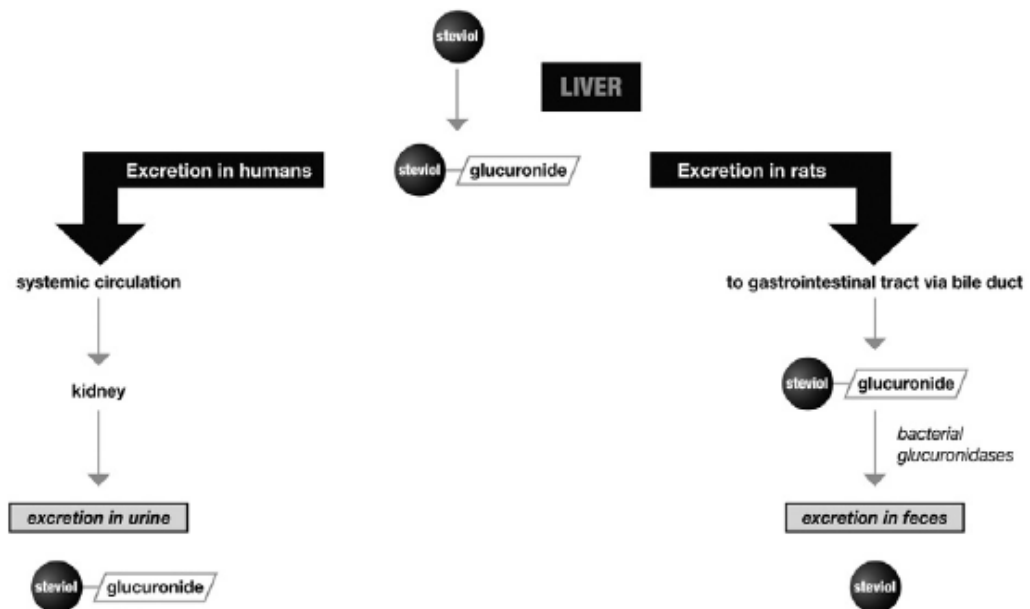 steviol
LIVER
Excretion in humans
steviol
glucuronide
Excretion in rats
systemic circulation
to gastrointestinal tract via bile duct
kidney
steviol
glucuronide
bacterial
glucuronidases
excretion in urine
excretion in feces
steviol
glucuronide
steviol